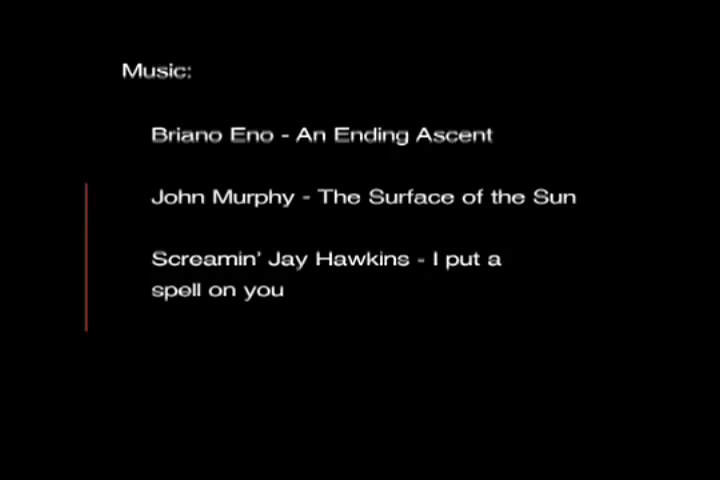 Music:
Briano Eno - An Ending Ascent
John Murphy - The Surface of the Sun
Screamin' Jay Hawkins - I put a
spell on you